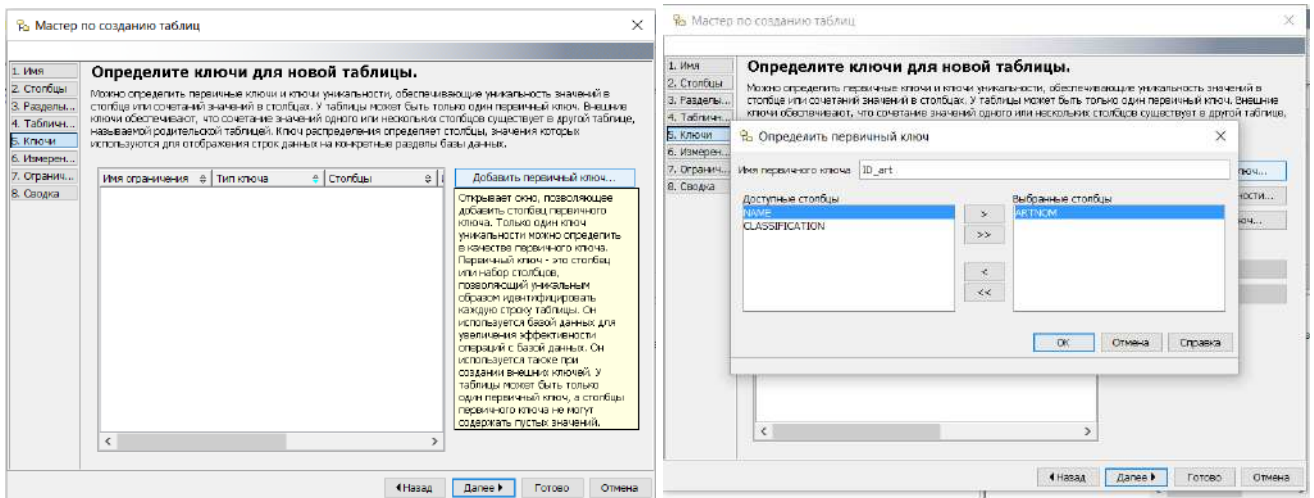 Мастер по созданию таблиц
1. Имя
2. Столбцы
3. Разделы...
4. Табличн...
5. Ключи
6. Измерен...
7. Огранич...
8. Сводка
Определите ключи для новой таблицы.
Можно определить первичные ключи и ключи уникальности, обеспечивающие уникальность значений в
столбце или сочетаний значений в столбцах. У таблицы может быть только один первичный ключ. Внешние
ключи обеспечивают, что сочетание значений одного или нескольких столбцов существует в другой таблице,
называемой родительской таблицей. Ключ распределения определяет столбцы, значения которых
используются для отображения строк данных на конкретные разделы базы данных.
Имя ограничения Тип ключа Столбцы
Добавить первичный ключ...
Открывает окно, позволяющее
добавить столбец первичного
ключа. Только один ключ
уникальности можно определить
в качестве первичного ключа.
Первичный ключ - это столбец
или набор столбцов,
позволяющий уникальным
образом идентифицировать
каждую строку таблицы. Он
используется базой данных для
увеличения эффективности
операций с базой данных. Он
используется также при
создании внешних ключей. У
таблицы может быть только
один первичный ключ, а столбцы
первичного ключа не могут
содержать пустых значений.
Назад Далее Готово Отмена
Мастер по созданию таблиц
1. Имя
2. Столбцы
3. Разделы...
4. Табличн...
5. Ключи
6. Измерен...
7. Огранич...
8. Сводка
Определите ключи для новой таблицы.
Можно определить первичные ключи и ключи уникальности, обеспечивающие уникальность значений в
столбце или сочетаний значений в столбцах. У таблицы может быть только один первичный ключ. Внешние
ключи обеспечивают, что сочетание значений одного или нескольких столбцов существует в другой таблице,
Определить первичный ключ
Имя первичного ключа ID_art
Доступные столбцы
NAME
CLASSIFICATION
>
>>
<
<<
Выбранные столбцы
ARTNOM
OK Отмена Справка
люч...
ности...
юч...
Назад Далее Готово Отмена